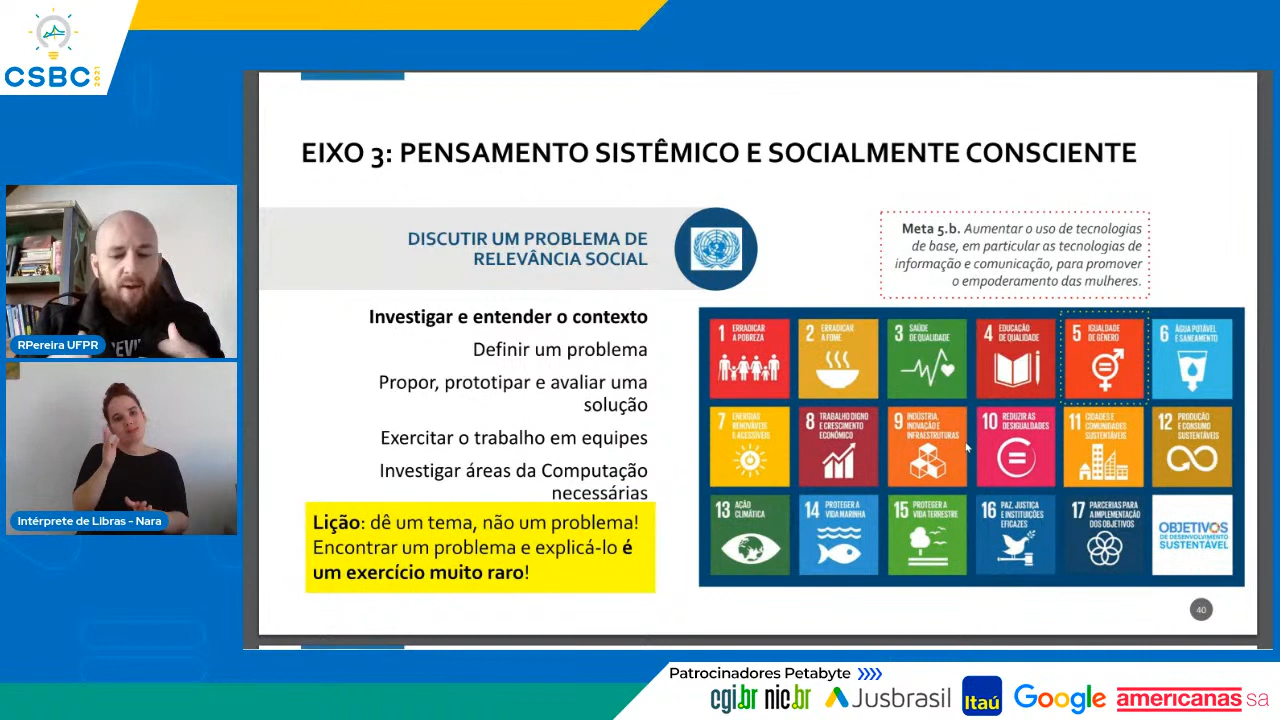 CSBC 2021
EIXO 3: PENSAMENTO SISTÊMICO E SOCIALMENTE CONSCIENTE
DISCUTIR UM PROBLEMA DE
RELEVÂNCIA SOCIAL
Meta 5.b. Aumentar o uso de tecnologias
de base, em particular as tecnologias de
informação e comunicação, para promover
o empoderamento das mulheres.
Investigar e entender o contexto
Definir um problema
Propor, prototipar e avaliar uma
solução
Exercitar o trabalho em equipes
Investigar áreas da Computação
necessárias
Lição: dê um tema, não um problema!
Encontrar um problema e explicá-lo é
um exercício muito raro!
1 ERRADICAR
A POBREZA
2 ERRADICAR
A FOME
3 SAÚDE
DE QUALIDADE
4 EDUCAÇÃO
DE QUALIDADE
5 IGUALDADE
DE GÉNERO
6 ÁGUA POTÁVEL
E SANEAMENTO
7 ENERGIAS
RENOVÁVEIS
E ACESSÍVEIS
8 TRABALHO DIGNO
E CRESCIMENTO
ECONÓMICO
9 INDÚSTRIA,
INOVAÇÃO E
INFRAESTRUTURAS
10 REDUZIR AS
DESIGUALDADES
11 CIDADES E
COMUNIDADES
SUSTENTÁVEIS
12 PRODUÇÃO
E CONSUMO
SUSTENTÁVEIS
13 AÇÃO
CLIMÁTICA
14 PROTEGER A
VIDA MARINHA
15 PROTEGER A
VIDA TERRESTRE
16 PAZ, JUSTIÇA
E INSTITUIÇÕES
EFICAZES
17 PARCERIAS PARA
A IMPLEMENTAÇÃO
DOS OBJETIVOS
OBJETIVOS
DE DESENVOLVIMENTO
SUSTENTÁVEL
40
RPereira UFPR
Intérprete de Libras - Nara
Patrocinadores Petabyte
cgi.br nic.br Jusbrasil Itaú Google americanas sa